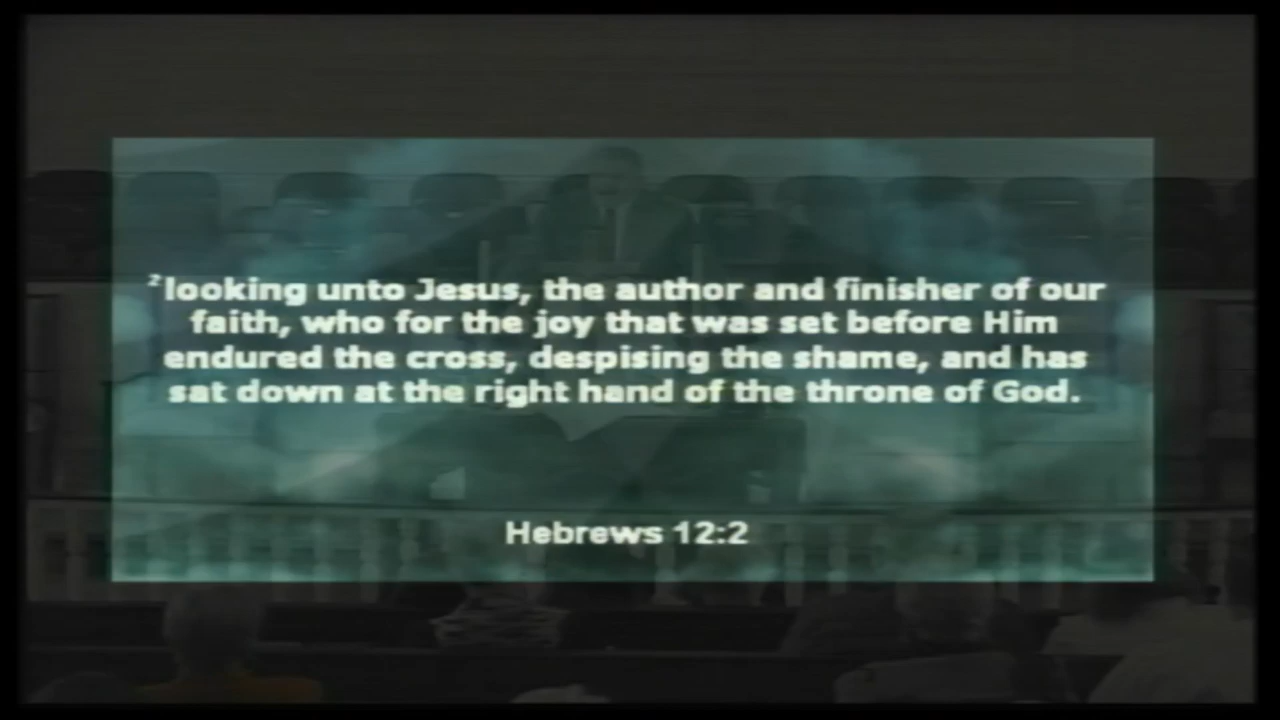 ²looking unto Jesus, the author and finisher of our
faith, who for the joy that was set before Him
endured the cross, despising the shame, and has
sat down at the right hand of the throne of God.
Hebrews 12:2